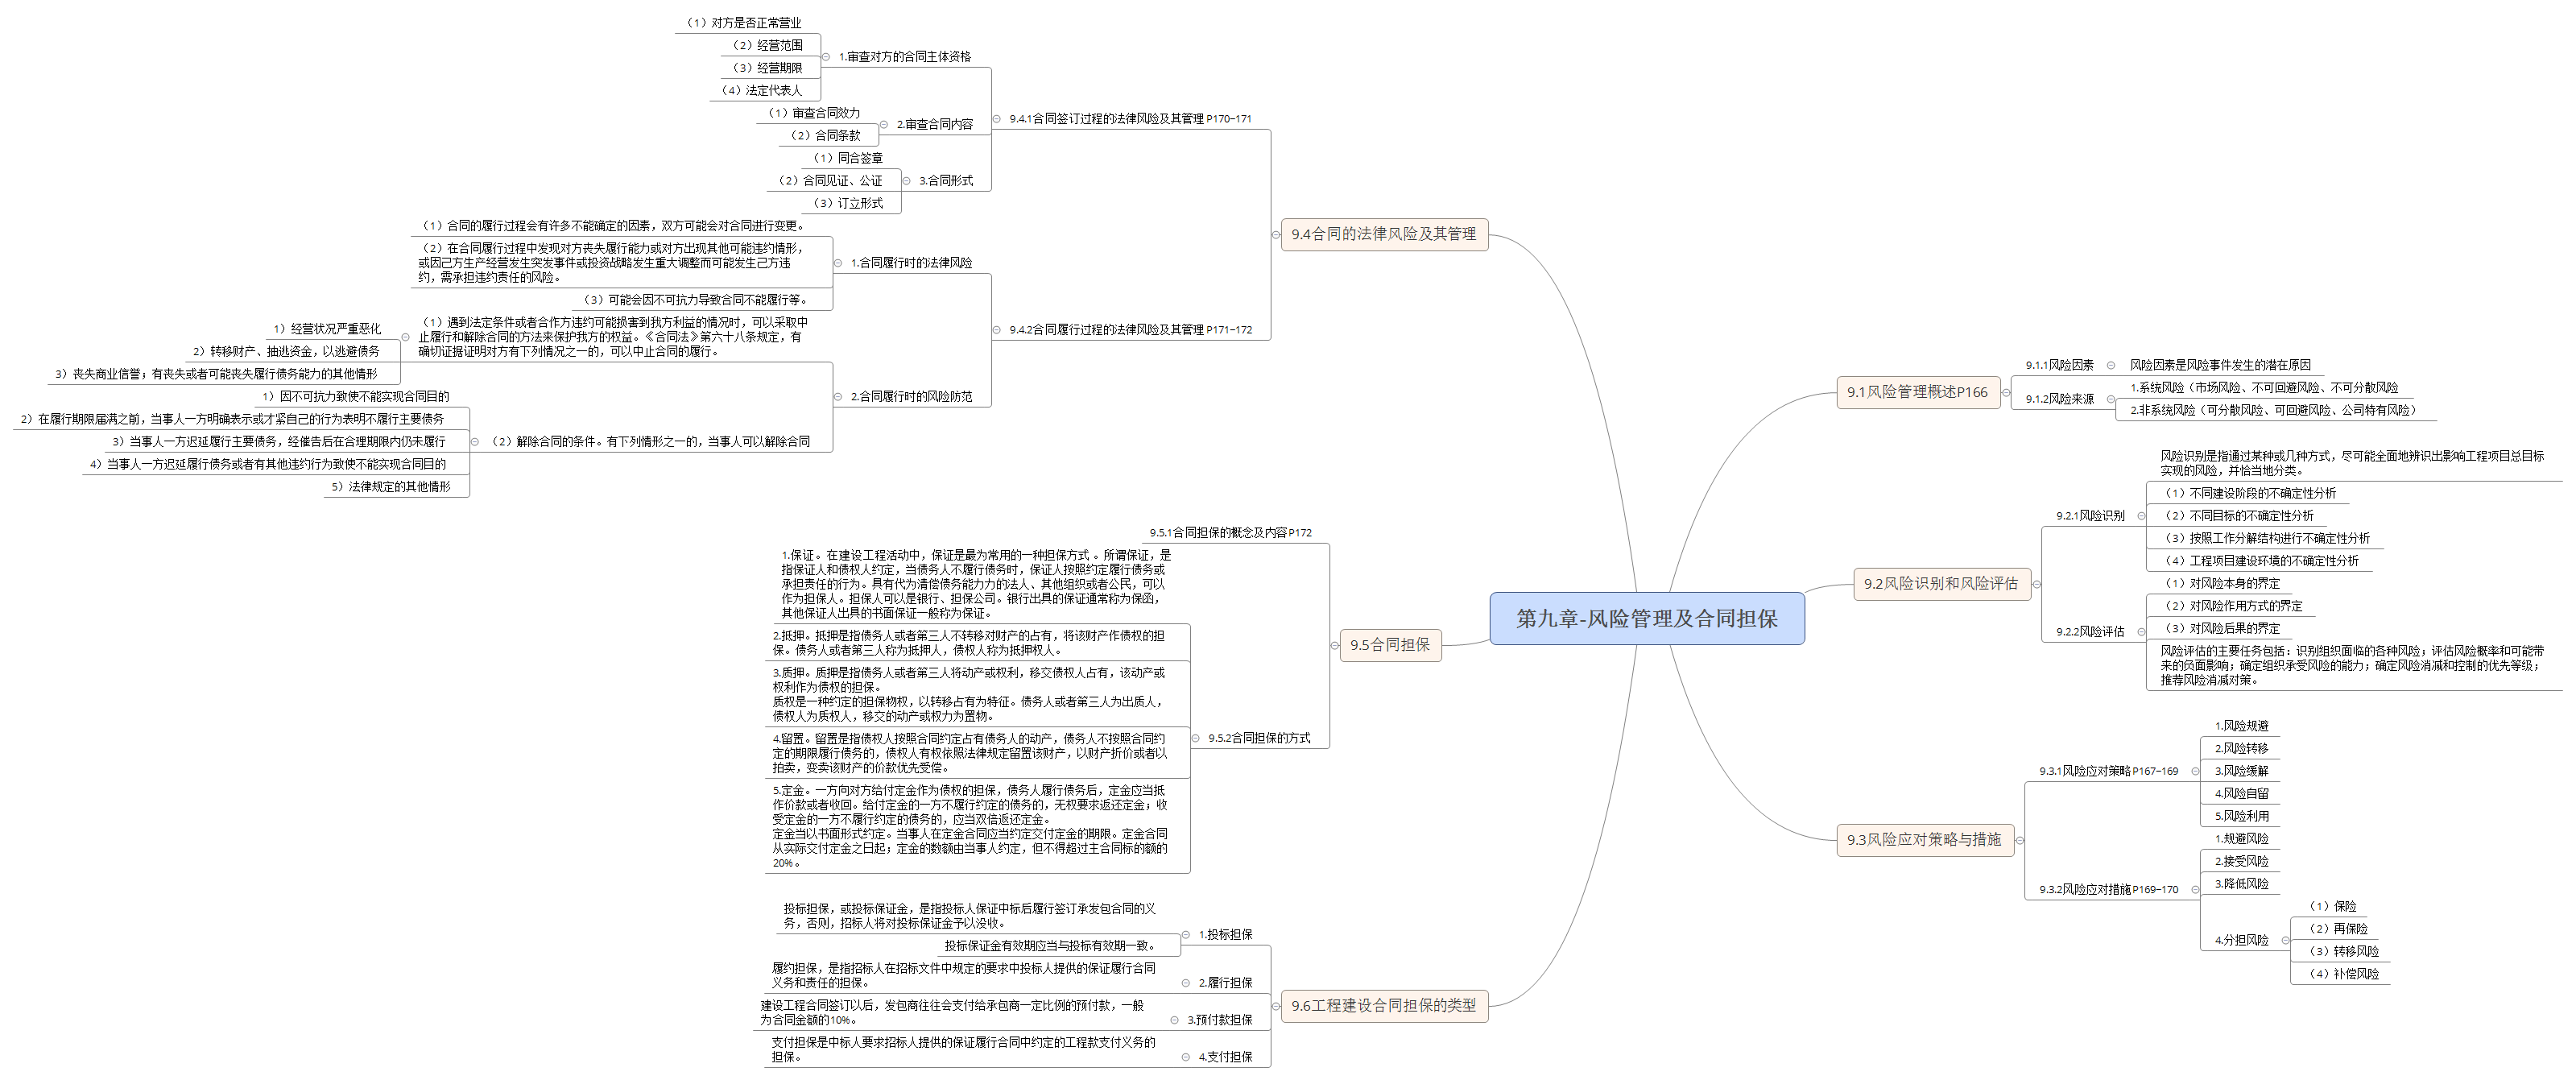 第九章-风险管理及合同担保
9.1风险管理概述P166
9.1.1风险因素
风险因素是风险事件发生的潜在原因
9.1.2风险来源
1.系统风险（市场风险、不可回避风险、不可分散风险
2.非系统风险（可分散风险、可回避风险、公司特有风险）
9.2风险识别和风险评估
9.2.1风险识别
风险识别是指通过某种或几种方式，尽可能全面地辨识出影响工程项目总目标
实现的风险，并恰当地分类。
（1）不同建设阶段的不确定性分析
（2）不同目标的不确定性分析
（3）按照工作分解结构进行不确定性分析
（4）工程项目建设环境的不确定性分析
9.2.2风险评估
（1）对风险本身的界定
（2）对风险作用方式的界定
（3）对风险后果的界定
风险评估的主要任务包括：识别组织面临的各种风险；评估风险概率和可能带
来的负面影响；确定组织承受风险的能力；确定风险消减和控制的优先等级；
推荐风险消减对策。
9.3风险应对策略与措施
9.3.1风险应对策略P167-169
1.风险规避
2.风险转移
3.风险缓解
4.风险自留
5.风险利用
9.3.2风险应对措施P169-170
1.规避风险
2.接受风险
3.降低风险
4.分担风险
（1）保险
（2）再保险
（3）转移风险
（4）补偿风险
9.4合同的法律风险及其管理
9.4.1合同签订过程的法律风险及其管理 P170-171
1.审查对方的合同主体资格
（1）对方是否正常营业
（2）经营范围
（3）经营期限
（4）法定代表人
2.审查合同内容
（1）审查合同效力
（2）合同条款
3.合同形式
（1）同合签章
（2）合同见证、公证
（3）订立形式
9.4.2合同履行过程的法律风险及其管理 P171-172
1.合同履行时的法律风险
（1）合同的履行过程会有许多不能确定的因素，双方可能会对合同进行变更。
（2）在合同履行过程中发现对方丧失履行能力或对方出现其他可能违约情形，
或因己方生产经营发生突发事件或投资战略发生重大调整而可能发生己方违
约，需承担违约责任的风险。
（3）可能会因不可抗力导致合同不能履行等。
2.合同履行时的风险防范
（1）遇到法定条件或者合作方违约可能损害到我方利益的情况时，可以采取中
止履行和解除合同的方法来保护我方的权益。《合同法》第六十八条规定，有
确切证据证明对方有下列情况之一的，可以中止合同的履行。
1）经营状况严重恶化
2）转移财产、抽逃资金，以逃避债务
3）丧失商业信誉；有丧失或者可能丧失履行债务能力的其他情形
（2）解除合同的条件。有下列情形之一的，当事人可以解除合同
1）因不可抗力致使不能实现合同目的
2）在履行期限届满之前，当事人一方明确表示或才紧自己的行为表明不履行主要债务
3）当事人一方迟延履行主要债务，经催告后在合理期限内仍未履行
4）当事人一方迟延履行债务或者有其他违约行为致使不能实现合同目的
5）法律规定的其他情形
9.5合同担保
9.5.1合同担保的概念及内容P172
9.5.2合同担保的方式
1.保证。在建设工程活动中，保证是最为常用的一种担保方式 。所谓保证，是
指保证人和债权人约定，当债务人不履行债务时，保证人按照约定履行债务或
承担责任的行为。具有代为清偿债务能力力的法人、其他组织或者公民，可以
作为担保人。担保人可以是银行、担保公司。银行出具的保证通常称为保函，
其他保证人出具的书面保证一般称为保证。
2.抵押。抵押是指债务人或者第三人不转移对财产的占有，将该财产作债权的担
保。债务人或者第三人称为抵押人，债权人称为抵押权人。
3.质押。质押是指债务人或者第三人将动产或权利，移交债权人占有，该动产或
权利作为债权的担保。
质权是一种约定的担保物权，以转移占有为特征。债务人或者第三人为出质人，
债权人为质权人，移交的动产或权力为置物。
4.留置。留置是指债权人按照合同约定占有债务人的动产，债务人不按照合同约
定的期限履行债务的，债权人有权依照法律规定留置该财产，以财产折价或者以
拍卖，变卖该财产的价款优先受偿。
5.定金。一方向对方给付定金作为债权的担保，债务人履行债务后，定金应当抵
作价款或者收回。给付定金的一方不履行约定的债务的，无权要求返还定金；收
受定金的一方不履行约定的债务的，应当双倍返还定金。
定金当以书面形式约定。当事人在定金合同应当约定交付定金的期限。定金合同
从实际交付定金之日起；定金的数额由当事人约定，但不得超过主合同标的额的
20%。
9.6工程建设合同担保的类型
1.投标担保
投标担保，或投标保证金，是指投标人保证中标后履行签订承发包合同的义
务，否则，招标人将对投标保证金予以没收。
投标保证金有效期应当与投标有效期一致。
2.履行担保
履约担保，是指招标人在招标文件中规定的要求中投标人提供的保证履行合同
义务和责任的担保。
3.预付款担保
建设工程合同签订以后，发包商往往会支付给承包商一定比例的预付款，一般
为合同金额的10%。
4.支付担保
支付担保是中标人要求招标人提供的保证履行合同中约定的工程款支付义务的
担保。